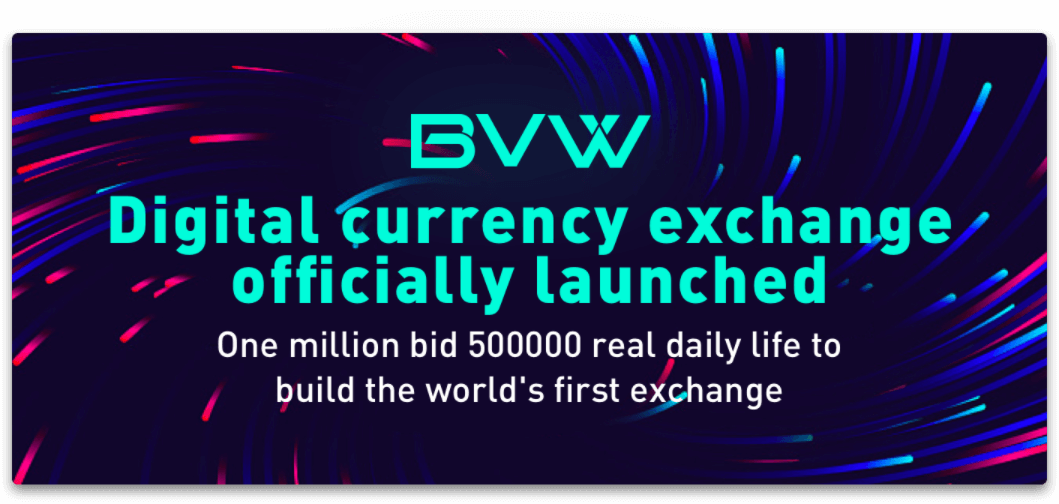 BVW
Digital currency exchange
officially launched
One million bid 500000 real daily life to
build the world's first exchange